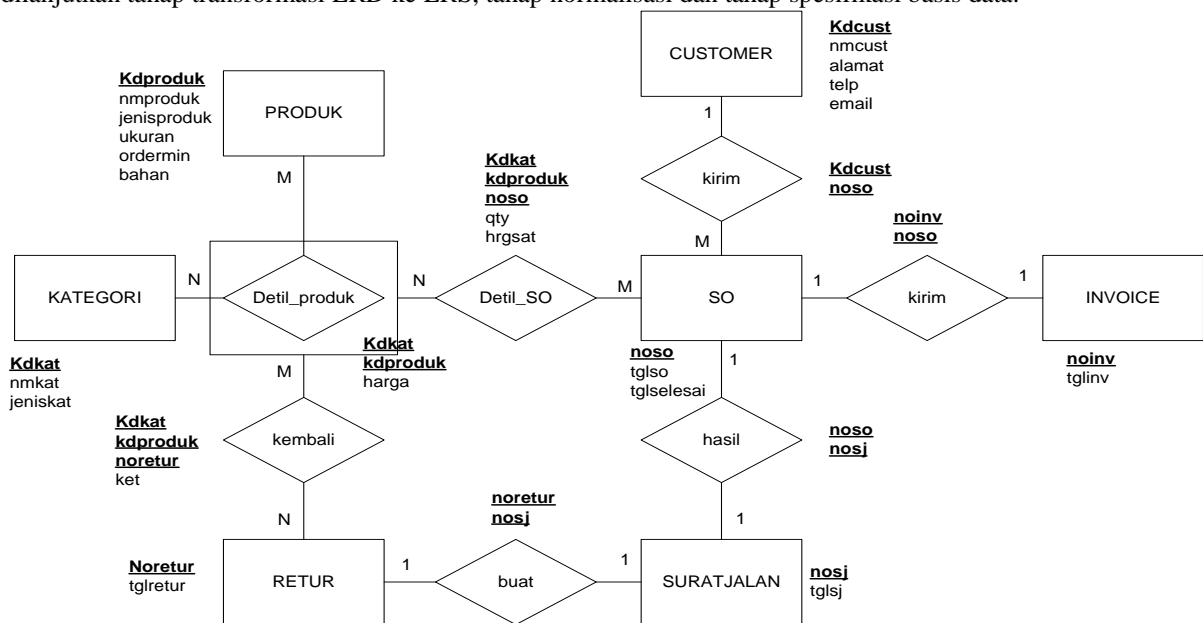 dilanjutkan tahap transformasi ERD ke LRS, tahap normalisasi dan tahap spesifikasi basis data.
Kdcust
nmcust
alamat
telp
email
CUSTOMER
Kdproduk
nmproduk
jenisproduk
ukuran
ordermin
bahan
PRODUK
1
M
kirim
Kdcust
noso
Kdkat
kdproduk
noso
qty
hrgsat
M
noinv
noso
KATEGORI
N
Detil_produk
N
Detil_SO
M
SO
1
kirim
1
INVOICE
Kdkat
nmkat
jeniskat
Kdkat
kdproduk
harga
noso
tglso
tglselesai
1
noinv
tglinv
M
Kdkat
kdproduk
noretur
ket
kembali
hasil
noso
nosj
N
noretur
nosj
1
Noretur
tglretur
RETUR
1
buat
1
SURATJALAN
nosj
tglsj